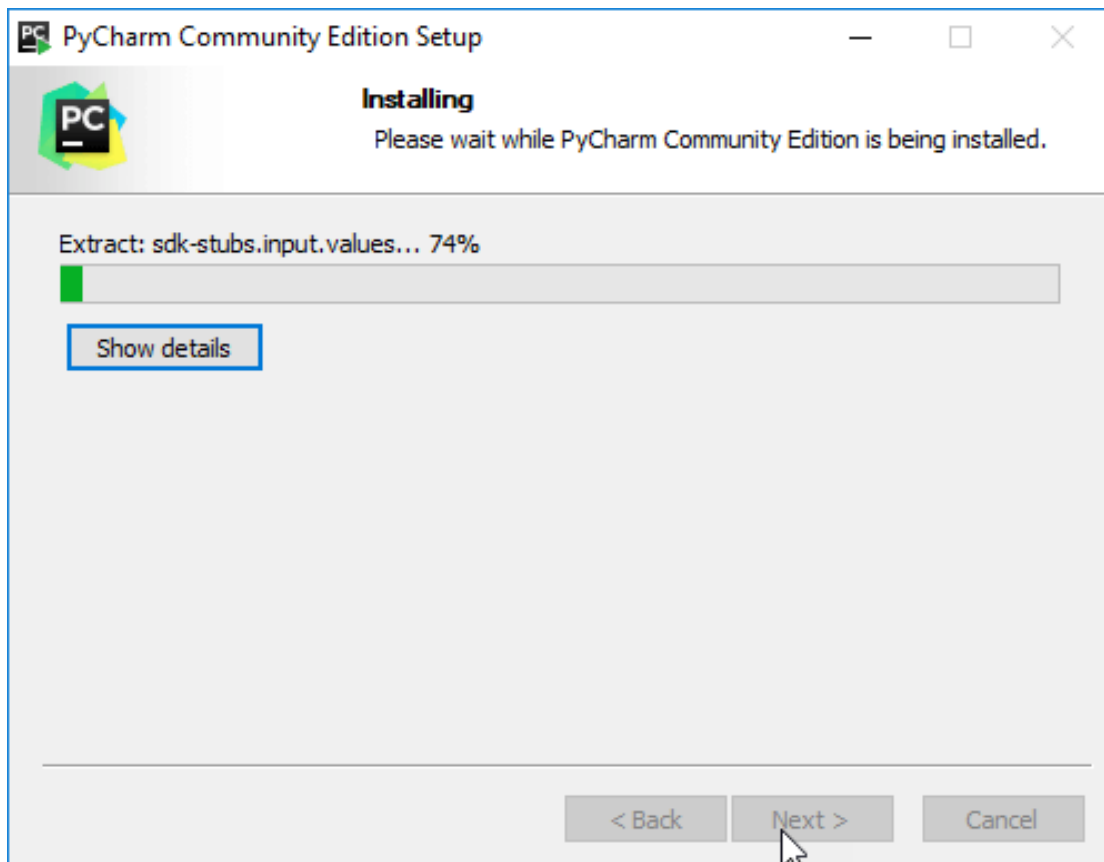 PC PyCharm Community Edition Setup
PC
Installing
Please wait while PyCharm Community Edition is being installed.
Extract: sdk-stubs.input.values... 74%
Show details
< Back Next > Cancel